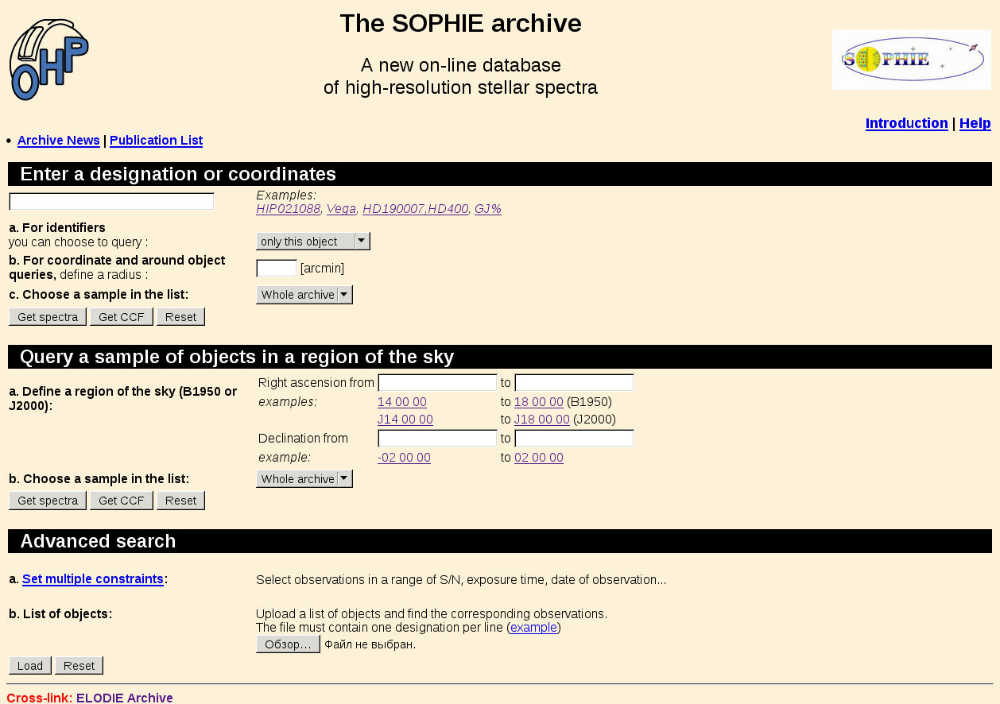 OHP
The SOPHIE archive
A new on-line database
of high-resolution stellar spectra
SOPHIE
Introduction | Help
• Archive News | Publication List
Enter a designation or coordinates
Examples:
HIP021088, Vega, HD190007,HD400, GJ%
a. For identifiers
you can choose to query :
only this object
b. For coordinate and around object
queries, define a radius :
[arcmin]
c. Choose a sample in the list:
Whole archive
Get spectra Get CCF Reset
Query a sample of objects in a region of the sky
a. Define a region of the sky (B1950 or
J2000):
Right ascension from to
examples: 14 00 00 to 18 00 00 (B1950)
J14 00 00 to J18 00 00 (J2000)
Declination from to
example: -02 00 00 to 02 00 00
b. Choose a sample in the list:
Whole archive
Get spectra Get CCF Reset
Advanced search
a. Set multiple constraints:
Select observations in a range of S/N, exposure time, date of observation...
b. List of objects:
Upload a list of objects and find the corresponding observations.
The file must contain one designation per line (example)
Обзор... Файл не выбран.
Load Reset
Cross-link: ELODIE Archive